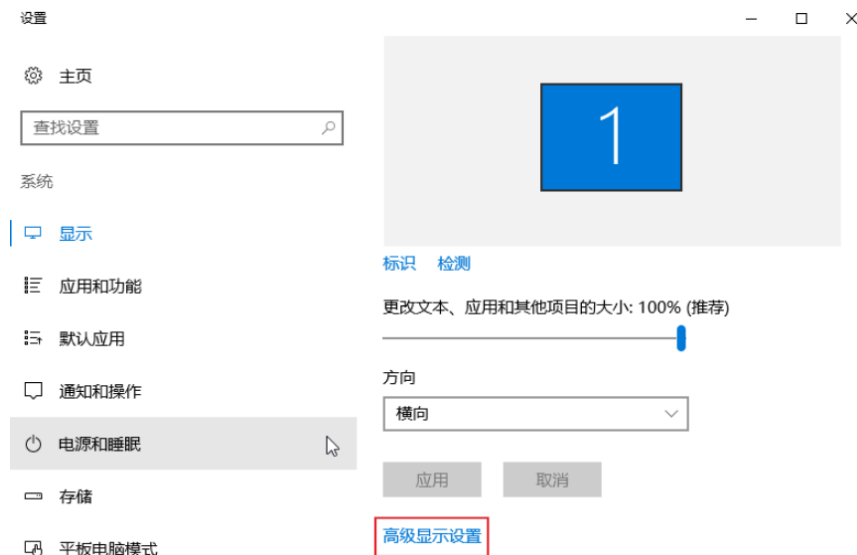 设置
主页
查找设置
系统
显示
应用和功能
默认应用
通知和操作
电源和睡眠
存储
平板电脑模式
1
标识 检测
更改文本、应用和其他项目的大小: 100% (推荐)
方向
横向
应用 取消
高级显示设置